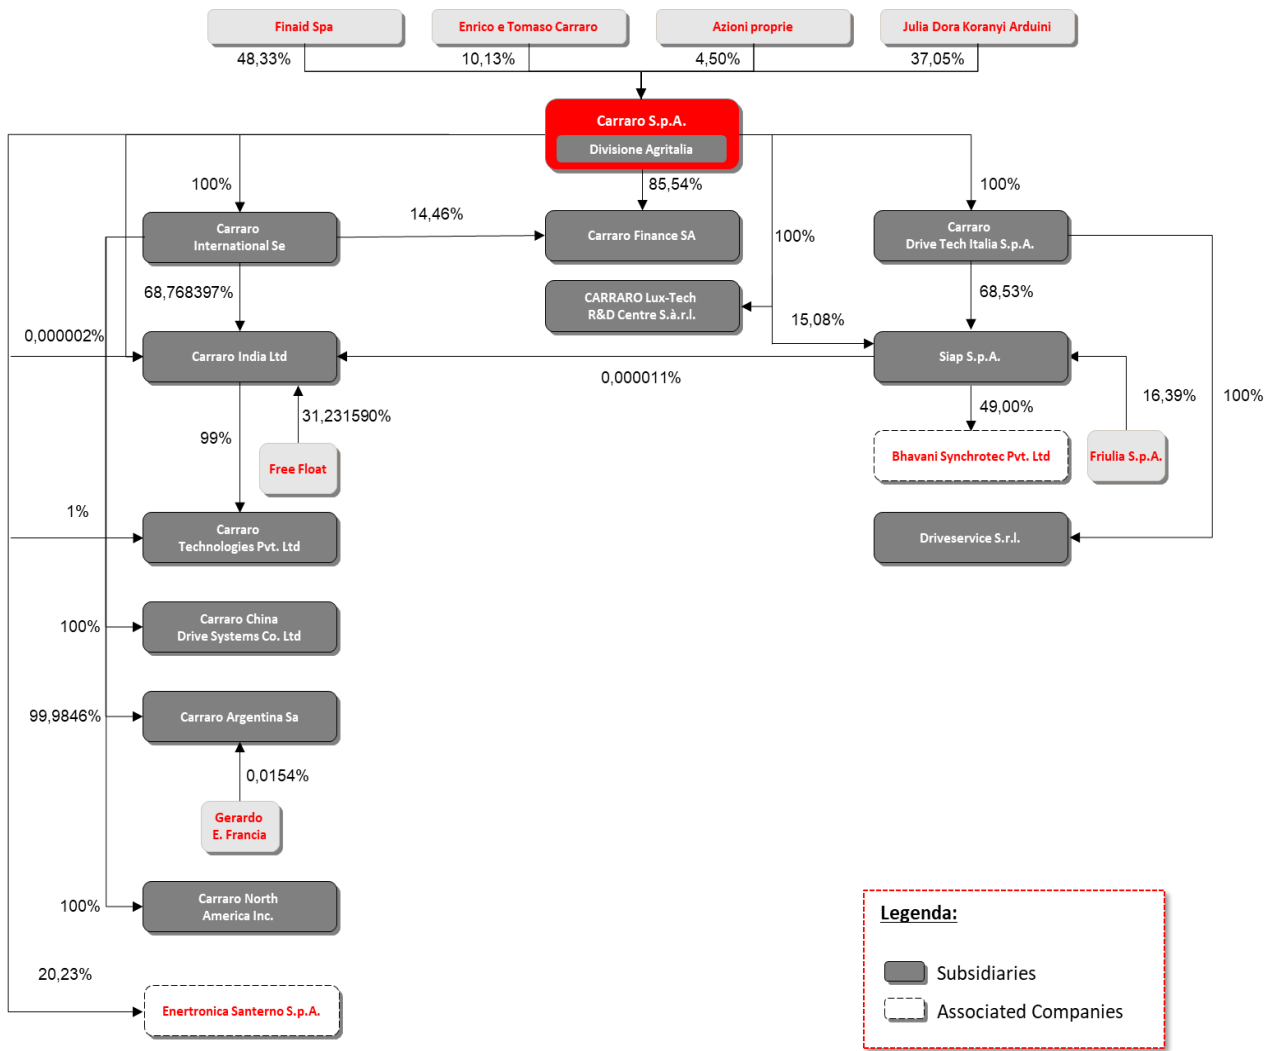 Finaid Spa
Enrico e Tomaso Carraro
Azioni proprie
Julia Dora Koranyi Arduini
48,33%
10,13%
4,50%
37,05%
Carraro S.p.A.
Divisione Agritalia
100%
85,54%
100%
Carraro
International Se
14,46%
Carraro Finance SA
100%
Carraro
Drive Tech Italia S.p.A.
68,768397%
CARRARO Lux-Tech
R&D Centre S.à.r.l.
68,53%
0,000002%
15,08%
Carraro India Ltd
0,000011%
Siap S.p.A.
31,231590%
49,00%
16,39%
100%
99%
Free Float
Bhavani Synchrotec Pvt. Ltd
Friulia S.p.A.
1%
Carraro
Technologies Pvt. Ltd
Driveservice S.r.l.
100%
Carraro China
Drive Systems Co. Ltd
99,9846%
Carraro Argentina Sa
0,0154%
Gerardo
E. Francia
100%
Carraro North
America Inc.
20,23%
Enertronica Santerno S.p.A.
Legenda:
Subsidiaries
Associated Companies